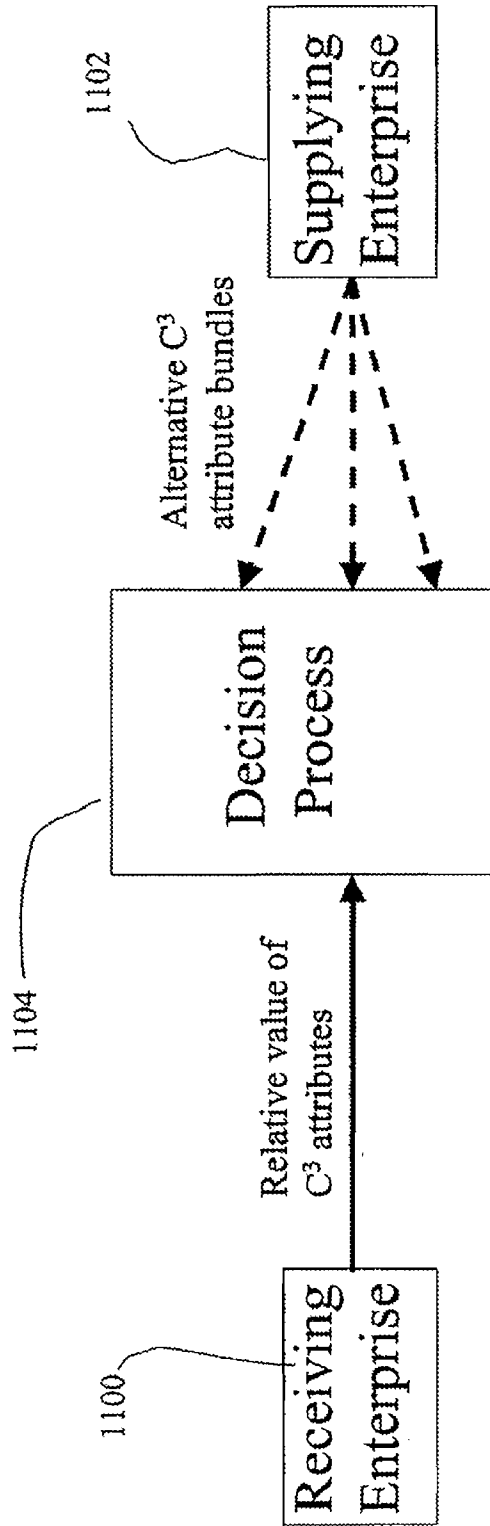 1100
Receiving
Enterprise
Relative value of
C³ attributes
1104
Decision
Process
Alternative C³
attribute bundles
1102
Supplying
Enterprise